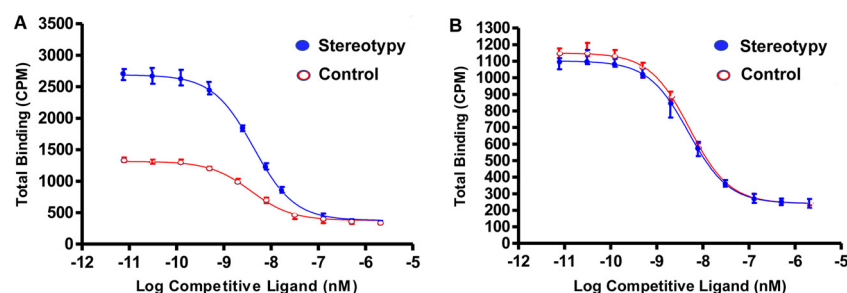 A
3500
3000
2500
2000
1500
1000
500
0
Total Binding (CPM)
Stereotypy
Control
-12 -11 -10 -9 -8 -7 -6 -5
Log Competitive Ligand (nM)
B
1300
1200
1100
1000
900
800
700
600
500
400
300
200
100
0
Total Binding (CPM)
Stereotypy
Control
-12 -11 -10 -9 -8 -7 -6 -5
Log Competitive Ligand (nM)